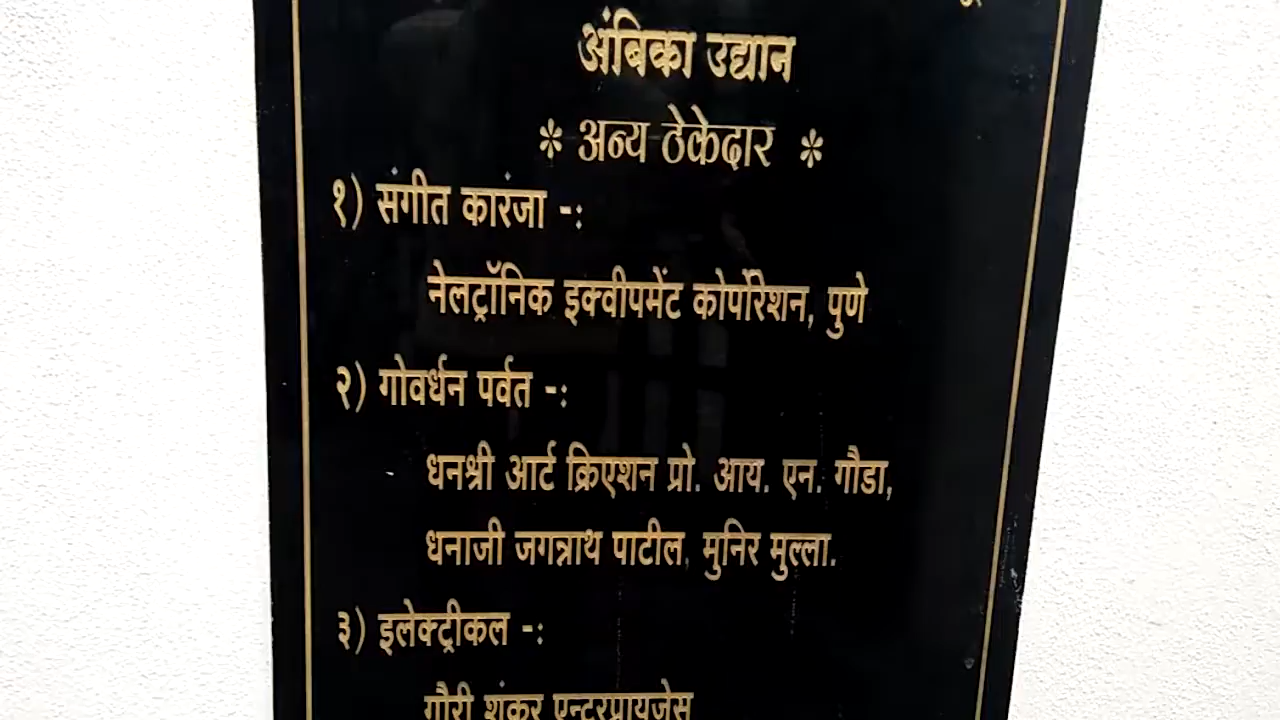 अंबिका उद्यान
* अन्य ठेकेदार *
१) संगीत कारंजा -:
नेलट्रॉनिक इक्वीपमेंट कोर्पोरेशन, पुणे
२) गोवर्धन पर्वत -:
धनश्री आर्ट क्रिएशन प्रो. आय. एन. गौडा,
धनाजी जगन्नाथ पाटील, मुनिर मुल्ला.
३) इलेक्ट्रीकल -:
गौरी शंकर एन्टरप्रायजेस